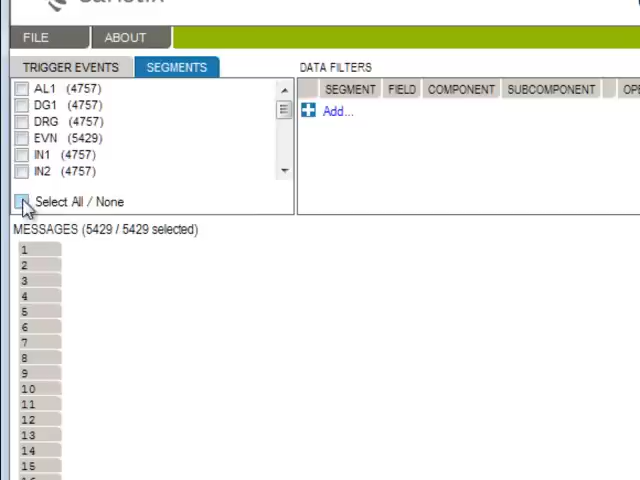 FILE ABOUT
TRIGGER EVENTS SEGMENTS DATA FILTERS
AL1 (4757)
DG1 (4757)
DRG (4757)
EVN (5429)
IN1 (4757)
IN2 (4757)
Select All / None
SEGMENT FIELD COMPONENT SUBCOMPONENT
Add...
MESSAGES (5429 / 5429 selected)
1
2
3
4
5
6
7
8
9
10
11
12
13
14
15